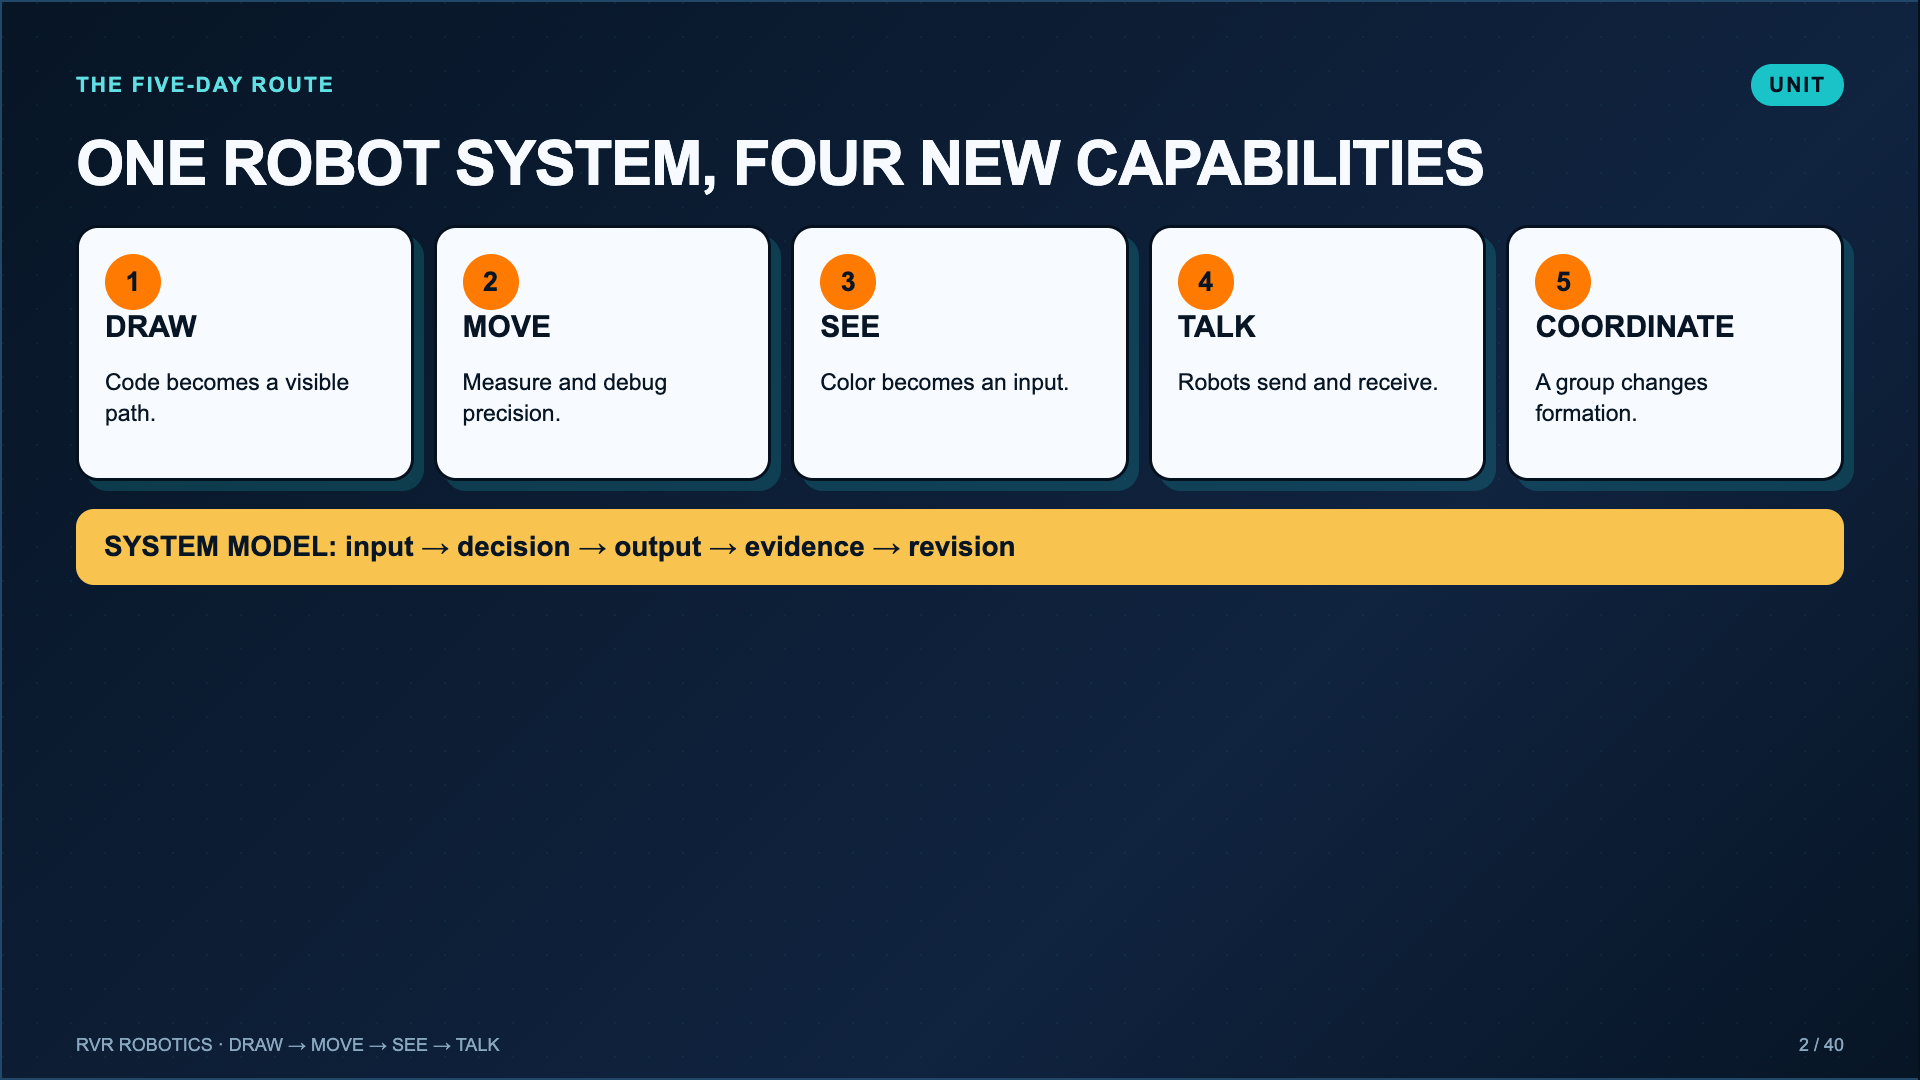 THE FIVE-DAY ROUTE
UNIT
ONE ROBOT SYSTEM, FOUR NEW CAPABILITIES
1
DRAW
Code becomes a visible
path.
2
MOVE
Measure and debug
precision.
3
SEE
Color becomes an input.
4
TALK
Robots send and receive.
5
COORDINATE
A group changes
formation.
SYSTEM MODEL: input → decision → output → evidence → revision
RVR ROBOTICS · DRAW → MOVE → SEE → TALK
2 / 40